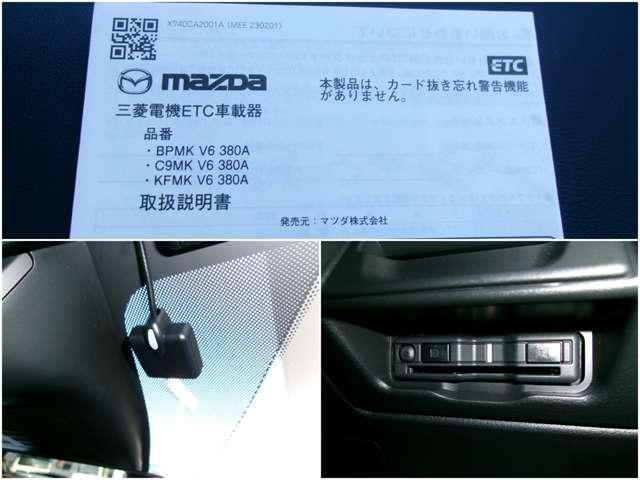 X740CA2001A (MEE 230201)
mazda
ETC
三菱電機ETC車載器
本製品は、カード抜き忘れ警告機能
がありません。
品番
・BPMK V6 380A
・C9MK V6 380A
・KFMK V6 380A
取扱説明書
発売元：マツダ株式会社